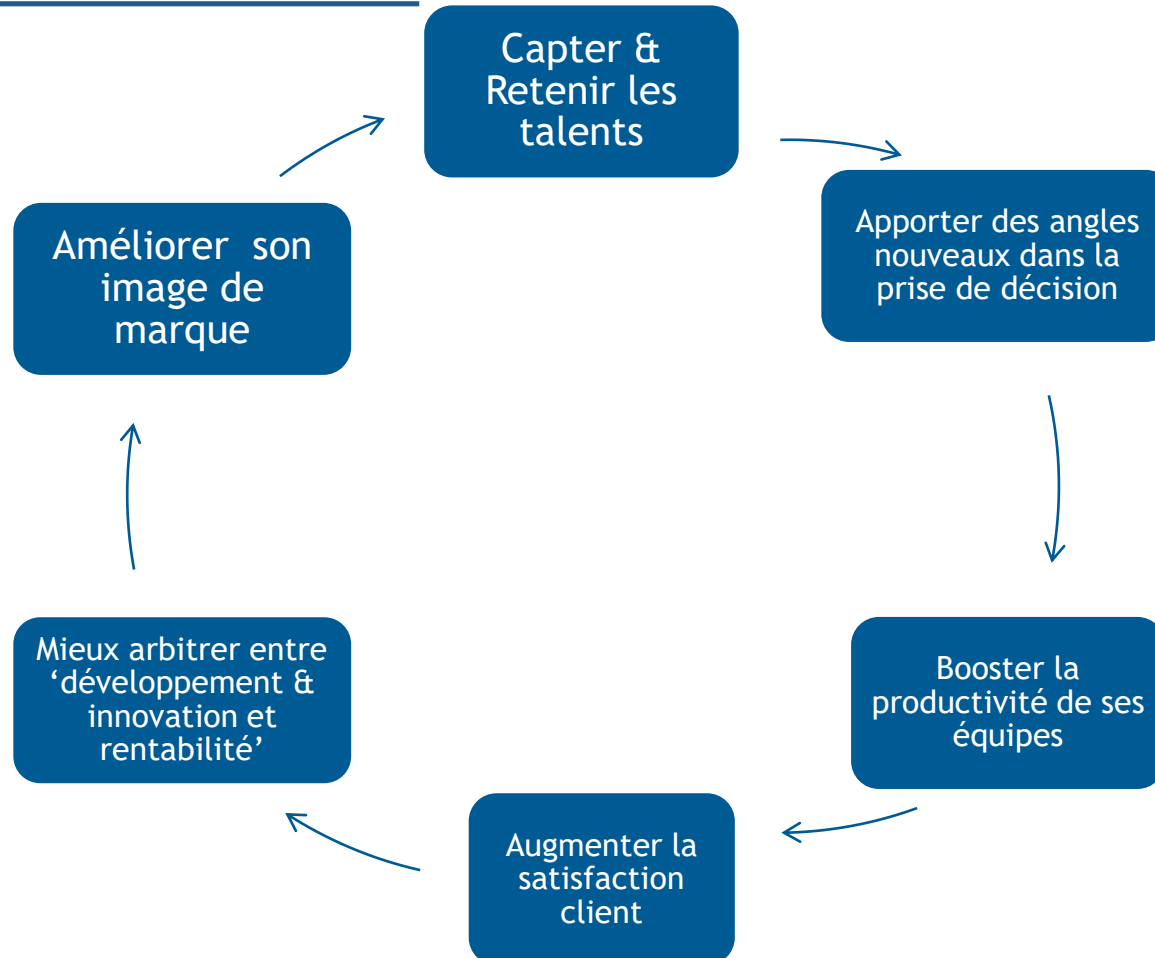 Capter &
Retenir les
talents
Apporter des angles
nouveaux dans la
prise de décision
Booster la
productivité de ses
équipes
Augmenter la
satisfaction
client
Mieux arbitrer entre
‘développement &
innovation et
rentabilité’
Améliorer  son
image de
marque